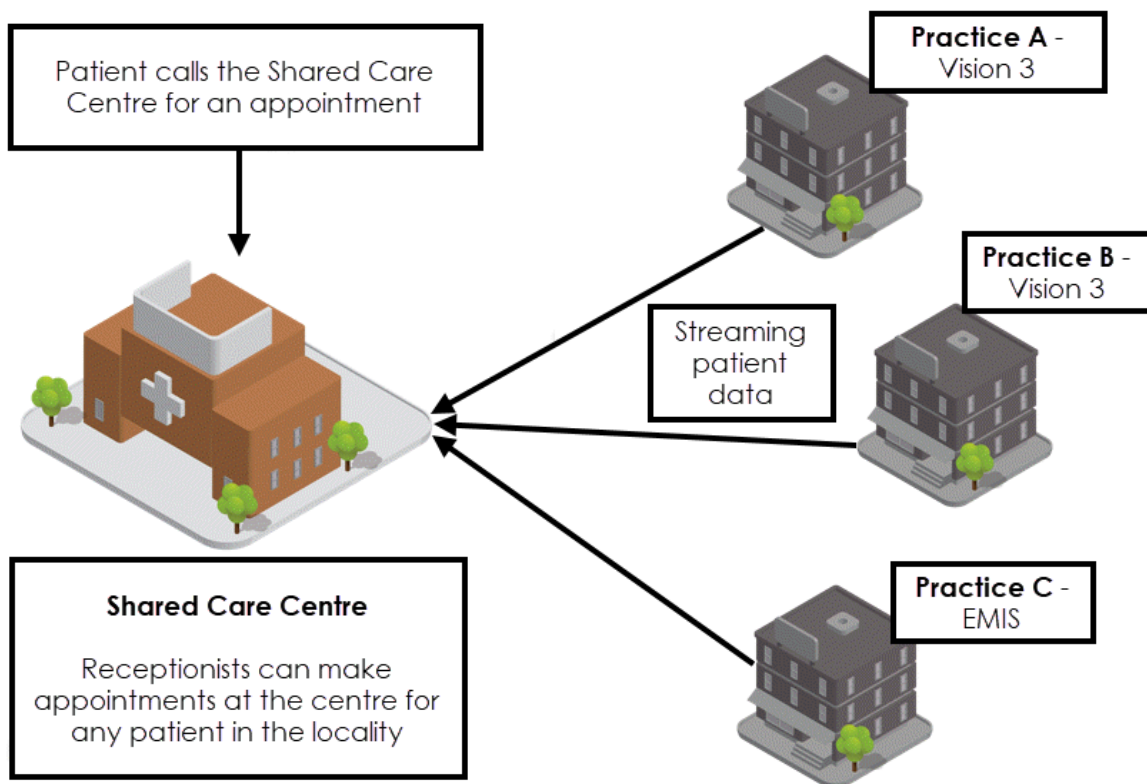 Patient calls the Shared Care
Centre for an appointment
Practice A -
Vision 3
Practice B -
Vision 3
Streaming
patient
data
Shared Care Centre
Receptionists can make
appointments at the centre for
any patient in the locality
Practice C -
EMIS